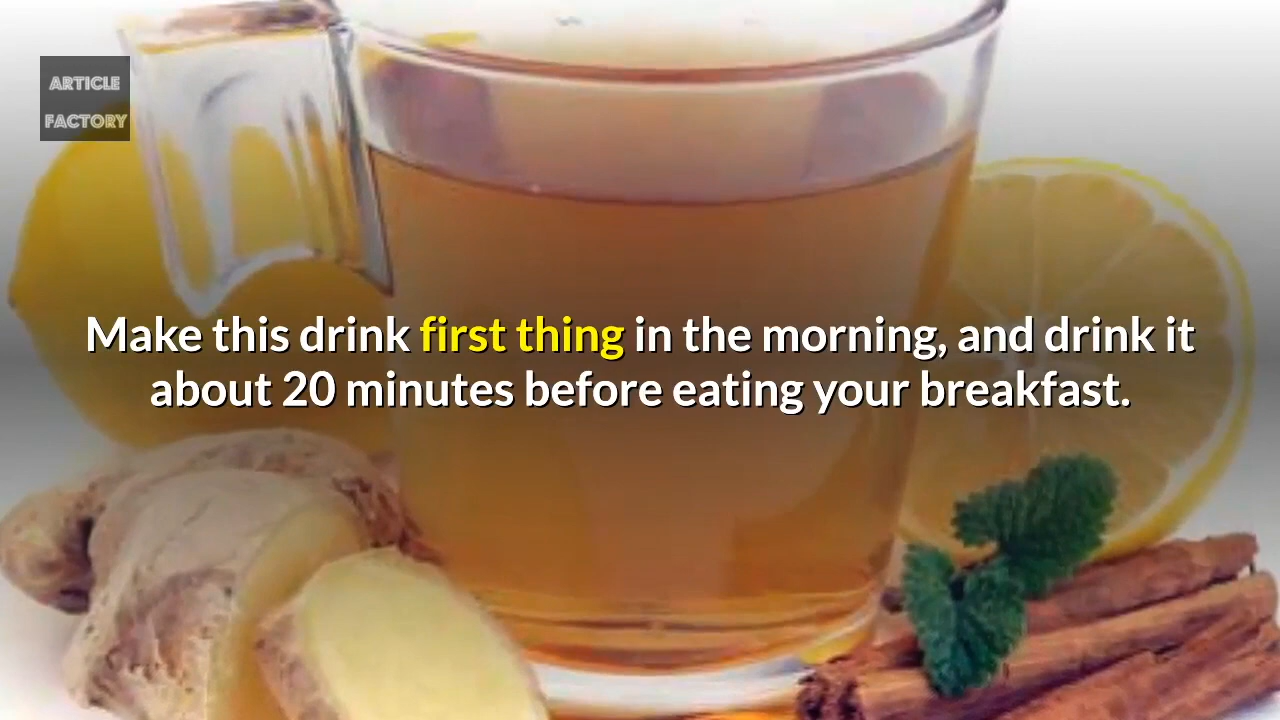 ARTICLE
FACTORY
Make this drink first thing in the morning, and drink it
about 20 minutes before eating your breakfast.